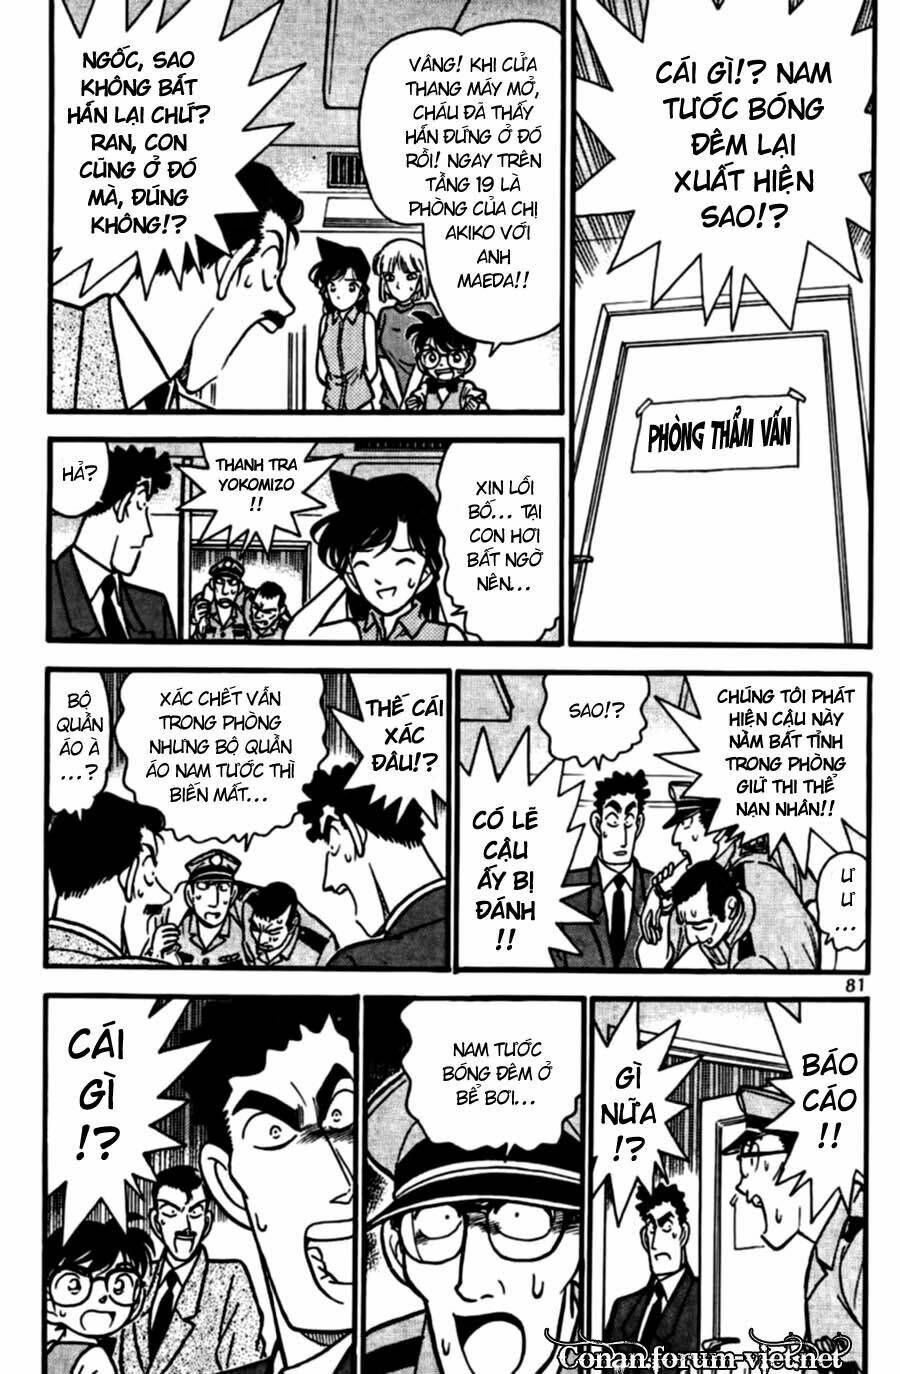 CÁI GÌ!? NAM
TƯỚC BÓNG
ĐÊM LẠI
XUẤT HIỆN
SAO!?
PHÒNG THẨM VẤN
VÂNG! KHI CỬA
THANG MÁY MỞ,
CHÁU ĐÃ THẤY
HẮN ĐỨNG Ở ĐÓ
RỒI! NGAY TRÊN
TẦNG 19 LÀ
PHÒNG CỦA CHỊ
AKIKO VỚI
ANH
MAEDA!!
NGỐC, SAO
KHÔNG BẮT
HẮN LẠI CHỨ?
RAN, CON
CŨNG Ở ĐÓ
MÀ, ĐÚNG
KHÔNG!?
XIN LỖI
BỐ... TẠI
CON HƠI
BẤT NGỜ
NÊN...
THANH TRA
YOKOMIZO
!!
HẢ?
CHÚNG TÔI PHÁT
HIỆN CẬU NÀY
NẰM BẤT TỈNH
TRONG PHÒNG
GIỮ THI THỂ
NẠN NHÂN!!
Ư
Ư
...
SAO!?
CÓ LẼ
CẬU
ẤY BỊ
ĐÁNH
!!
THẾ CÁI
XÁC
ĐÂU!?
XÁC CHẾT VẪN
TRONG PHÒNG
NHƯNG BỘ QUẦN
ÁO NAM TƯỚC THÌ
BIẾN MẤT...
BỘ
QUẦN
ÁO À
...?
81
BÁO
CÁO
!!
GÌ
NỮA
!?
NAM TƯỚC
BÓNG ĐÊM Ở
BỂ BƠI...
CÁI
GÌ
!?
Conan.forum-viet.net